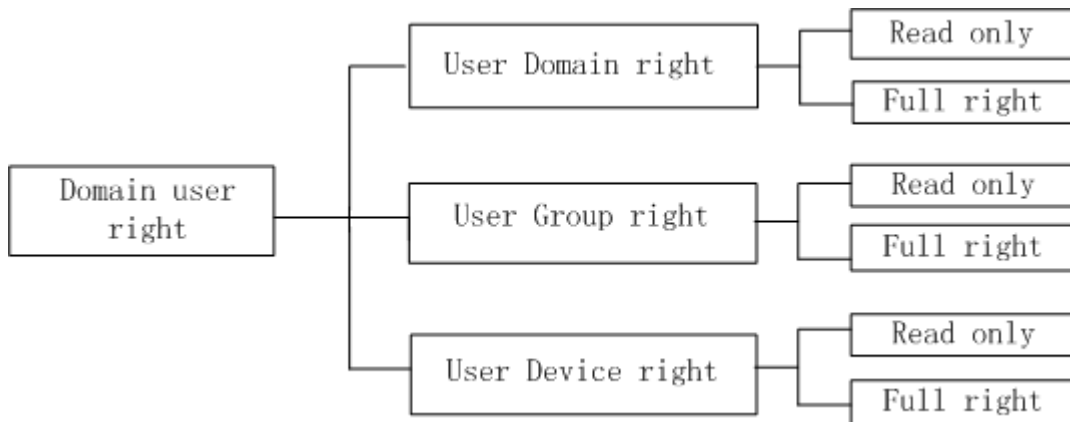 Domain user
right
User Domain right
Read only
Full right
User Group right
Read only
Full right
User Device right
Read only
Full right